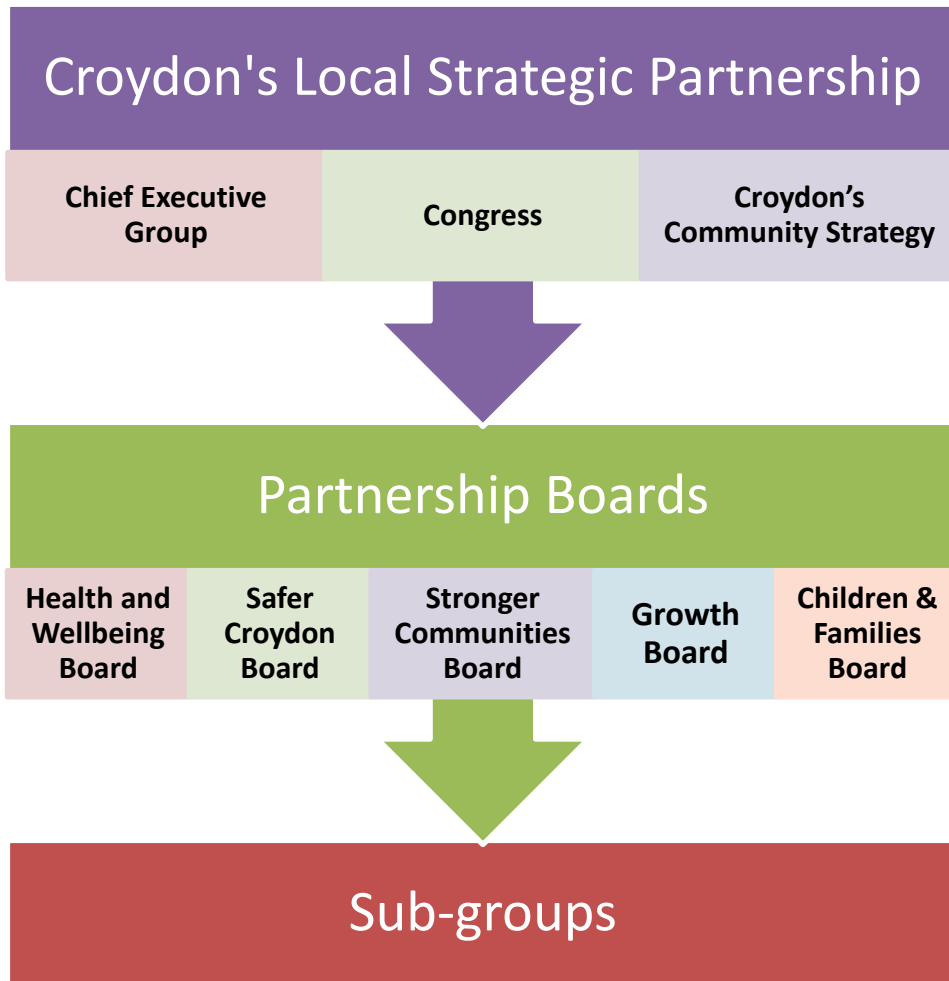 Croydon's Local Strategic Partnership
Chief Executive
Group
Congress
Croydon’s
Community Strategy
Partnership Boards
Health and
Wellbeing
Board
Safer
Croydon
Board
Stronger
Communities
Board
Growth
Board
Children &
Families
Board
Sub-groups